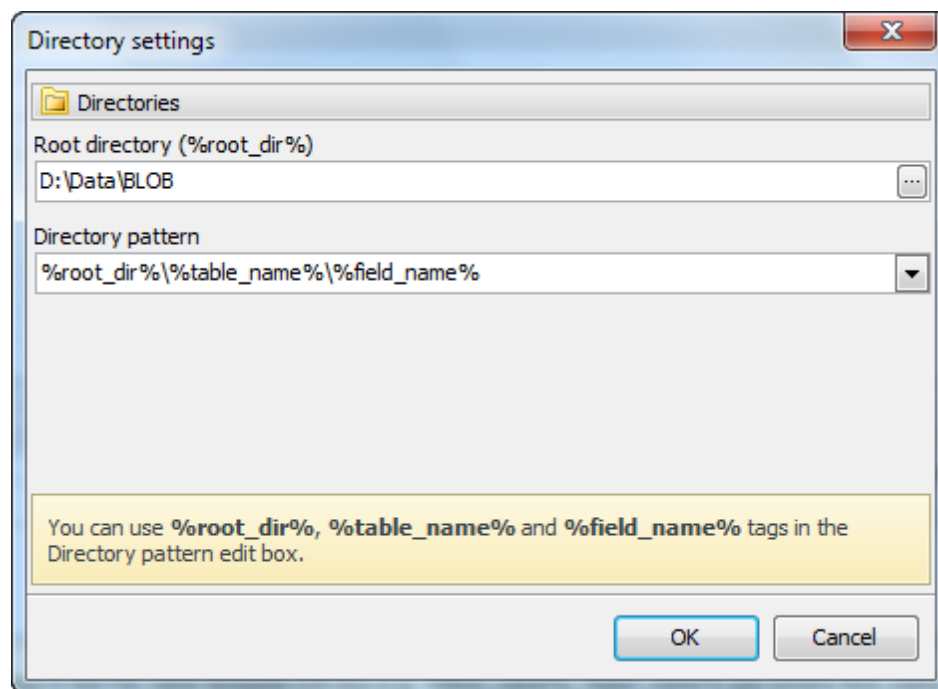 Directory settings
Directories
Root directory (%root_dir%)
D:\Data\BLOB
...
Directory pattern
%root_dir%\%table_name%\%field_name%
You can use %root_dir%, %table_name% and %field_name% tags in the
Directory pattern edit box.
OK
Cancel